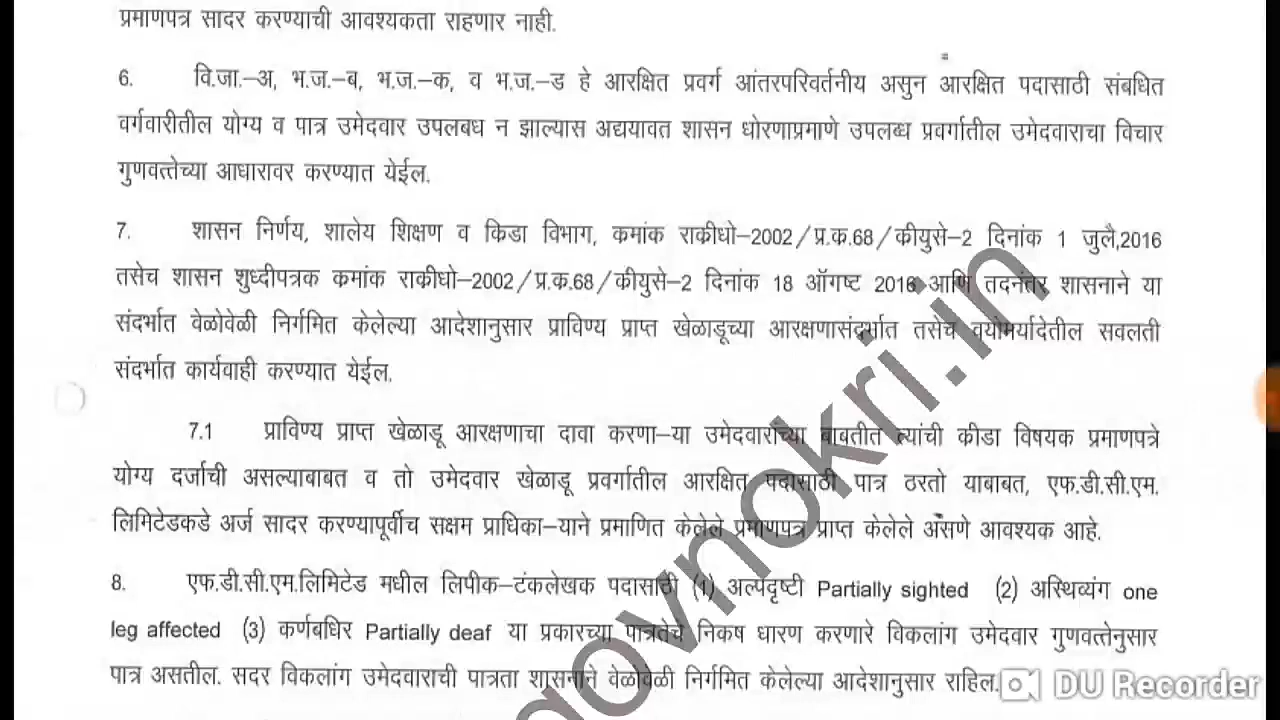 प्रमाणपत्र सादर करण्याची आवश्यकता राहणार नाही.
6. वि.जा.–अ, भ.ज.–ब, भ.ज.–क, व भ.ज.–ड हे आरक्षित प्रवर्ग आंतरपरिवर्तनीय असुन आरक्षित पदासाठी संबधित
वर्गवारीतील योग्य व पात्र उमेदवार उपलबध न झाल्यास अद्ययावत शासन धोरणाप्रमाणे उपलब्ध प्रवर्गातील उमेदवाराचा विचार
गुणवत्तेच्या आधारावर करण्यात येईल.
7. शासन निर्णय, शालेय शिक्षण व किडा विभाग, कमांक राकीधो–2002/प्र.क.68/कीयुसे–2 दिनांक 1 जुलै,2016
तसेच शासन शुध्दीपत्रक कमांक राकीधो–2002/प्र.क.68/कीयुसे–2 दिनांक 18 ऑगष्ट 2016 आणि तदनंतर शासनाने या
संदर्भात वेळोवेळी निर्गमित केलेल्या आदेशानुसार प्राविण्य प्राप्त खेळाडूच्या आरक्षणासंदर्भात तसेच वयोमर्यादेतील सवलती
संदर्भात कार्यवाही करण्यात येईल.
7.1 प्राविण्य प्राप्त खेळाडू आरक्षणाचा दावा करणा–या उमेदवारांच्या बाबतीत त्यांची कीडा विषयक प्रमाणपत्रे
योग्य दर्जाची असल्याबाबत व तो उमेदवार खेळाडू प्रवर्गातील आरक्षित पदासाठी पात्र ठरतो याबाबत, एफ.डी.सी.एम.
लिमिटेडकडे अर्ज सादर करण्यापूर्वीच सक्षम प्राधिका–याने प्रमाणित केलेले प्रमाणपत्र प्राप्त केलेले असणे आवश्यक आहे.
8. एफ.डी.सी.एम.लिमिटेड मधील लिपीक–टंकलेखक पदासाठी (1) अल्पदृष्टी Partially sighted (2) अस्थिव्यंग one
leg affected (3) कर्णबधिर Partially deaf या प्रकारच्या पात्रतेचे निकष धारण करणारे विकलांग उमेदवार गुणवत्तेनुसार
पात्र असतील. सदर विकलांग उमेदवाराची पात्रता शासनाने वेळोवेळी निर्गमित केलेल्या आदेशानुसार राहिल.
govnokri.in
DU Recorder